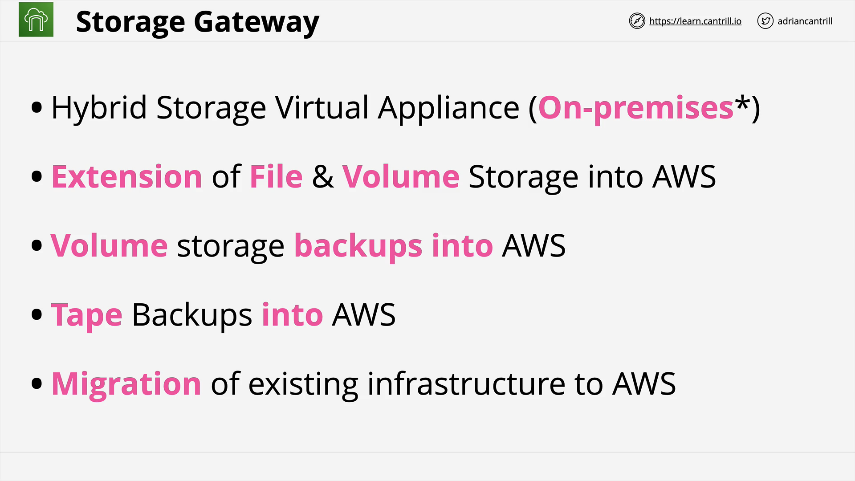 Storage Gateway
https://learn.cantrill.io
adriancantrill
• Hybrid Storage Virtual Appliance (On-premises*)
• Extension of File & Volume Storage into AWS
• Volume storage backups into AWS
• Tape Backups into AWS
• Migration of existing infrastructure to AWS